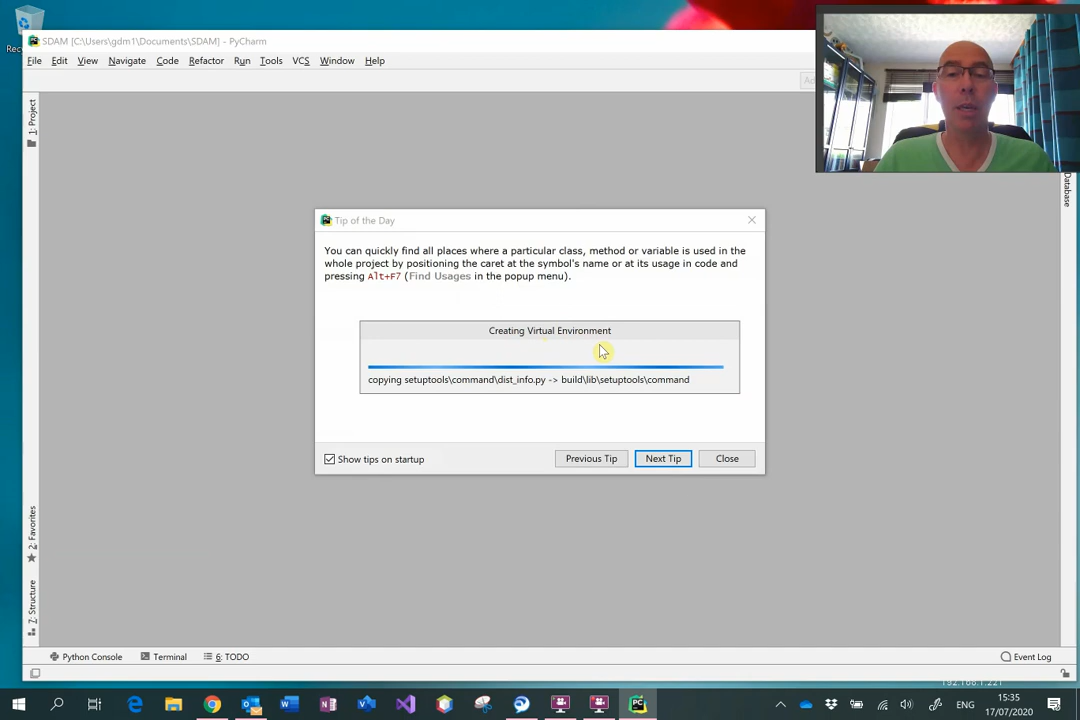 SDAM [C:\Users\gdm1\Documents\SDAM] - PyCharm
File Edit View Navigate Code Refactor Run Tools VCS Window Help
1: Project
Database
Tip of the Day
You can quickly find all places where a particular class, method or variable is used in the
whole project by positioning the caret at the symbol's name or at its usage in code and
pressing Alt+F7 (Find Usages in the popup menu).
Creating Virtual Environment
copying setuptools\command\dist_info.py -> build\lib\setuptools\command
Show tips on startup
Previous Tip
Next Tip
Close
2: Favorites
7: Structure
Python Console
Terminal
6: TODO
Event Log
ENG
15:35
17/07/2020